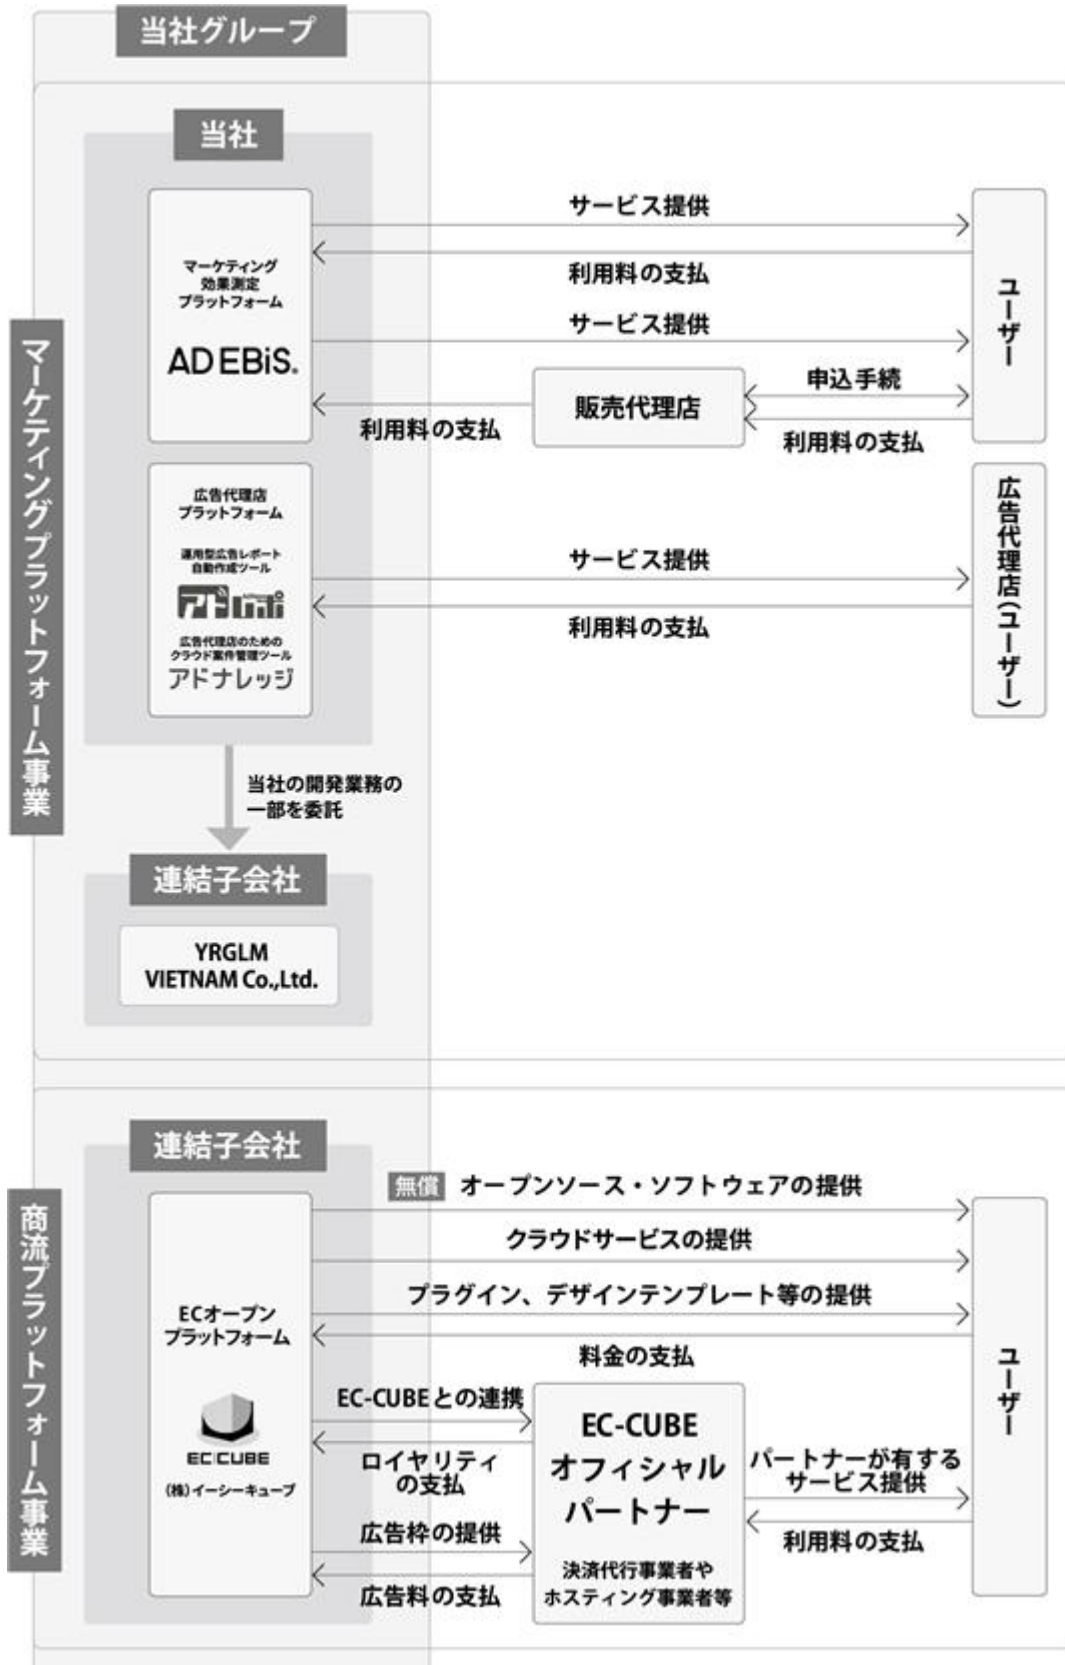 当社グループ
当社
マーケティングプラットフォーム事業
マーケティング
効果測定
プラットフォーム
AD EBiS.
サービス提供
利用料の支払
サービス提供
販売代理店
利用料の支払
申込手続
利用料の支払
ユーザー
広告代理店
プラットフォーム
運用型広告レポート
自動作成ツール
アドレポ
広告代理店のための
クラウド案件管理ツール
アドナレッジ
サービス提供
利用料の支払
広告代理店(ユーザー)
当社の開発業務の
一部を委託
連結子会社
YRGLM
VIETNAM Co.,Ltd.
商流プラットフォーム事業
連結子会社
ECオープン
プラットフォーム
EC CUBE
(株)イーシーキューブ
無償 オープンソース・ソフトウェアの提供
クラウドサービスの提供
プラグイン、デザインテンプレート等の提供
料金の支払
EC-CUBEとの連携
ロイヤリティ
の支払
広告枠の提供
広告料の支払
EC-CUBE
オフィシャル
パートナー
決済代行事業者や
ホスティング事業者等
パートナーが有する
サービス提供
利用料の支払
ユーザー